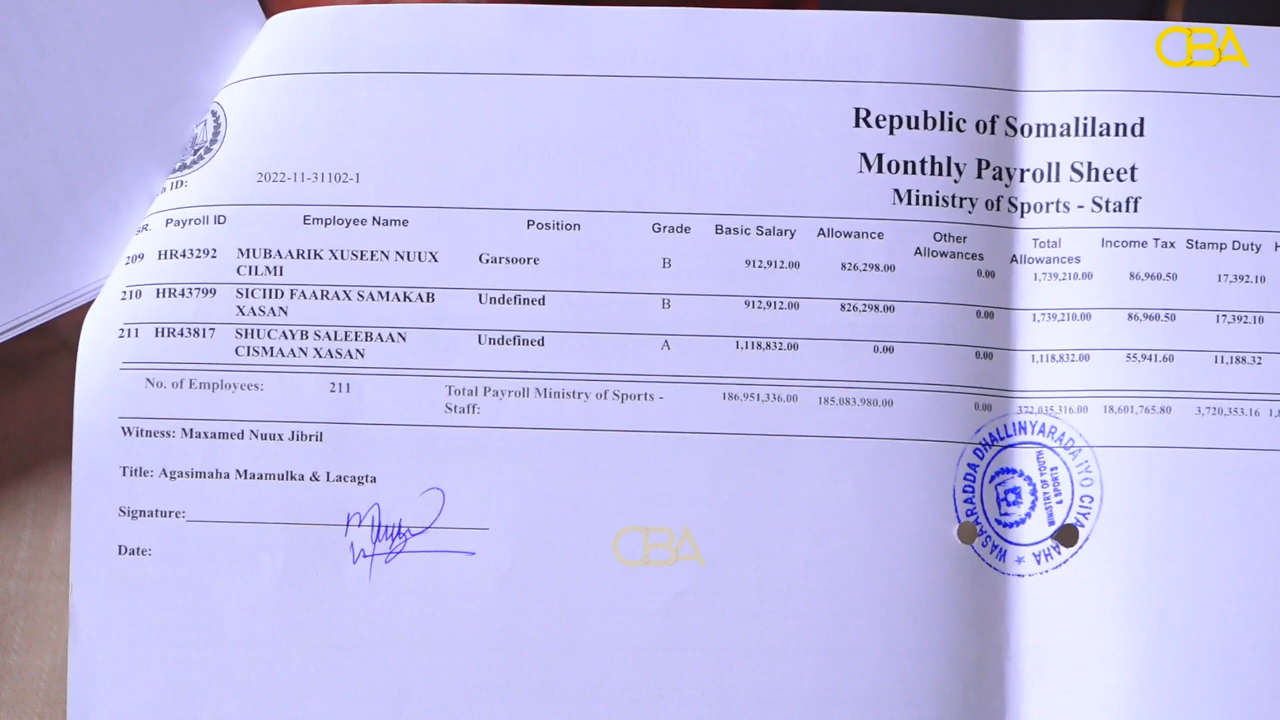 CBA
Republic of Somaliland
Monthly Payroll Sheet
Ministry of Sports - Staff
ID: 2022-11-31102-1
SR. Payroll ID Employee Name Position Grade Basic Salary Allowance Other Allowances Total Allowances Income Tax Stamp Duty
209 HR43292 MUBAARIK XUSEEN NUUX Garsoore B 912,912.00 826,298.00 0.00 1,739,210.00 86,960.50 17,392.10
CILMI
210 HR43799 SICIID FAARAX SAMAKAB Undefined B 912,912.00 826,298.00 0.00 1,739,210.00 86,960.50 17,392.10
XASAN
211 HR43817 SHUCAYB SALEEBAAN Undefined A 1,118,832.00 0.00 0.00 1,118,832.00 55,941.60 11,188.32
CISMAAN XASAN
No. of Employees: 211 Total Payroll Ministry of Sports - 186,951,336.00 185,083,980.00 0.00 372,035,316.00 18,601,765.80 3,720,353.16
Staff:
Witness: Maxamed Nuux Jibril
Title: Agasimaha Maamulka & Lacagta
Signature:
Date:
WASAARADDA DHALLINYARADA IYO
MINISTRY OF YOUTH
& SPORTS
CBA